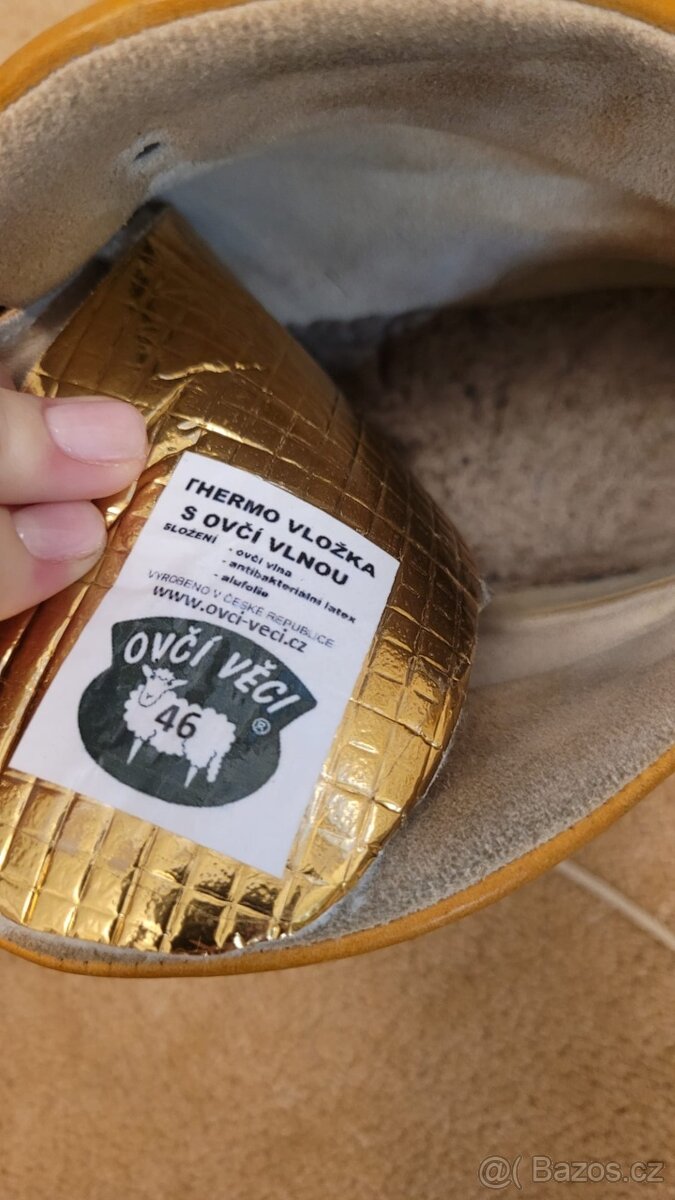 THERMO VLOŽKA
S OVČÍ VLNOU
SLOŽENÍ - ovčí vlna
- antibakteriální latex
- alufolie
VYROBENO V ČESKÉ REPUBLICE
www.ovci-veci.cz
OVČÍ VĚCI
46
®
@( Bazos.cz